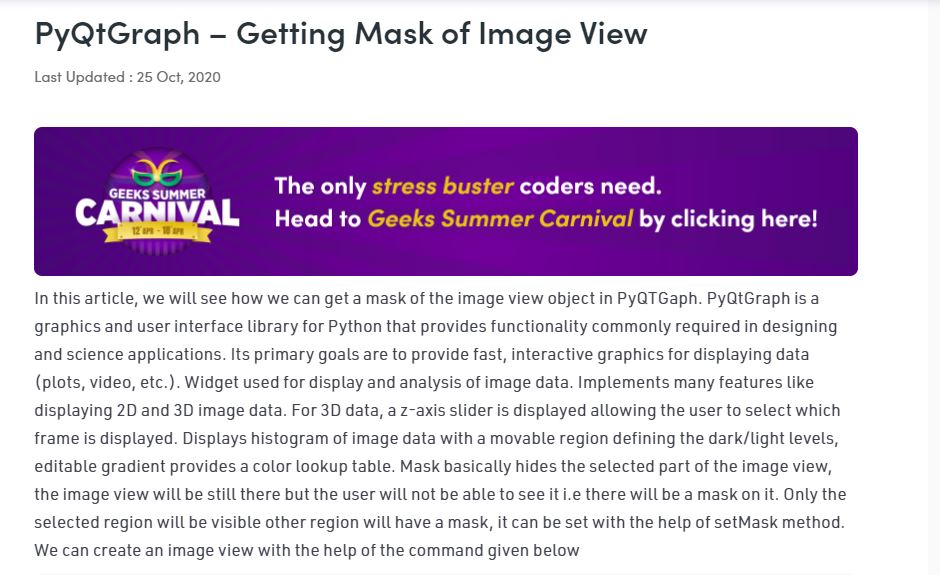 PyQtGraph – Getting Mask of Image View
Last Updated : 25 Oct, 2020
GEEKS SUMMER
CARNIVAL
12 APR - 18 APR
The only stress buster coders need.
Head to Geeks Summer Carnival by clicking here!
In this article, we will see how we can get a mask of the image view object in PyQTGaph. PyQtGraph is a
graphics and user interface library for Python that provides functionality commonly required in designing
and science applications. Its primary goals are to provide fast, interactive graphics for displaying data
(plots, video, etc.). Widget used for display and analysis of image data. Implements many features like
displaying 2D and 3D image data. For 3D data, a z-axis slider is displayed allowing the user to select which
frame is displayed. Displays histogram of image data with a movable region defining the dark/light levels,
editable gradient provides a color lookup table. Mask basically hides the selected part of the image view,
the image view will be still there but the user will not be able to see it i.e there will be a mask on it. Only the
selected region will be visible other region will have a mask, it can be set with the help of setMask method.
We can create an image view with the help of the command given below